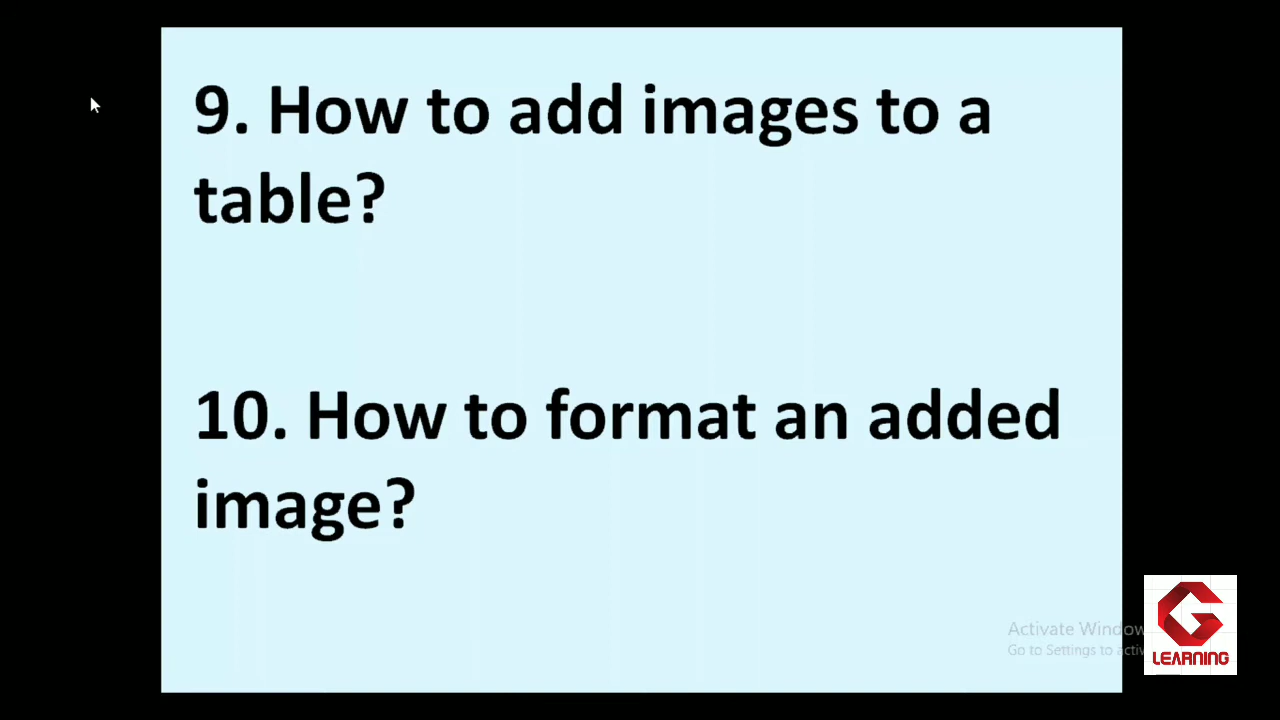 9. How to add images to a
table?
10. How to format an added
image?
Activate Window
Go to Settings to activ
LEARNING